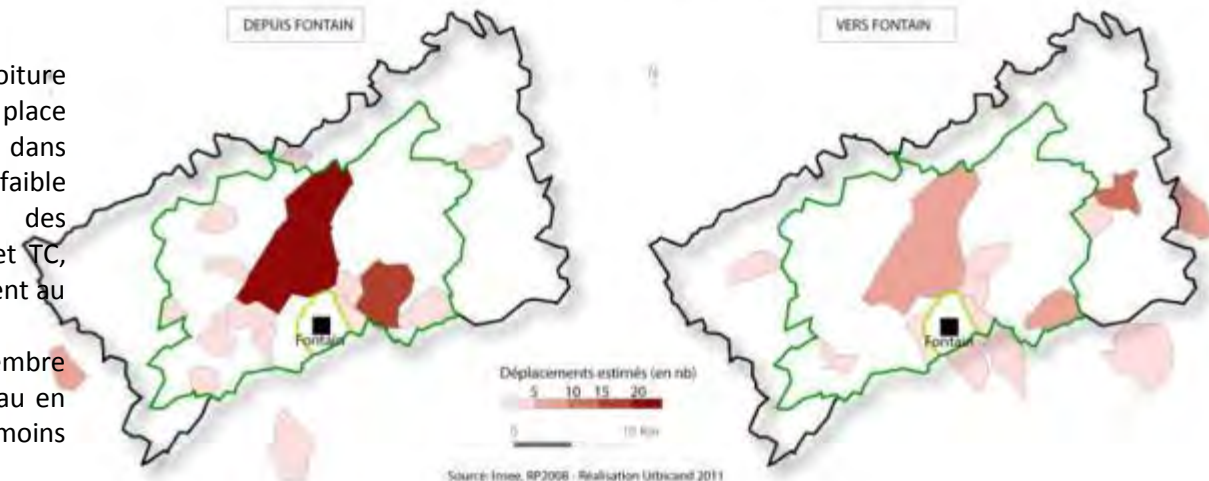 oiture
place
dans
faible
des
et TC,
ent au
embre
au en
moins
DEPUIS FONTAIN
Fontain
VERS FONTAIN
N
Fontain
Déplacements estimés (en nb)
5 10 15 20
0 10 Km
Source: Insee, RP2008 - Réalisation Urbicand 2011